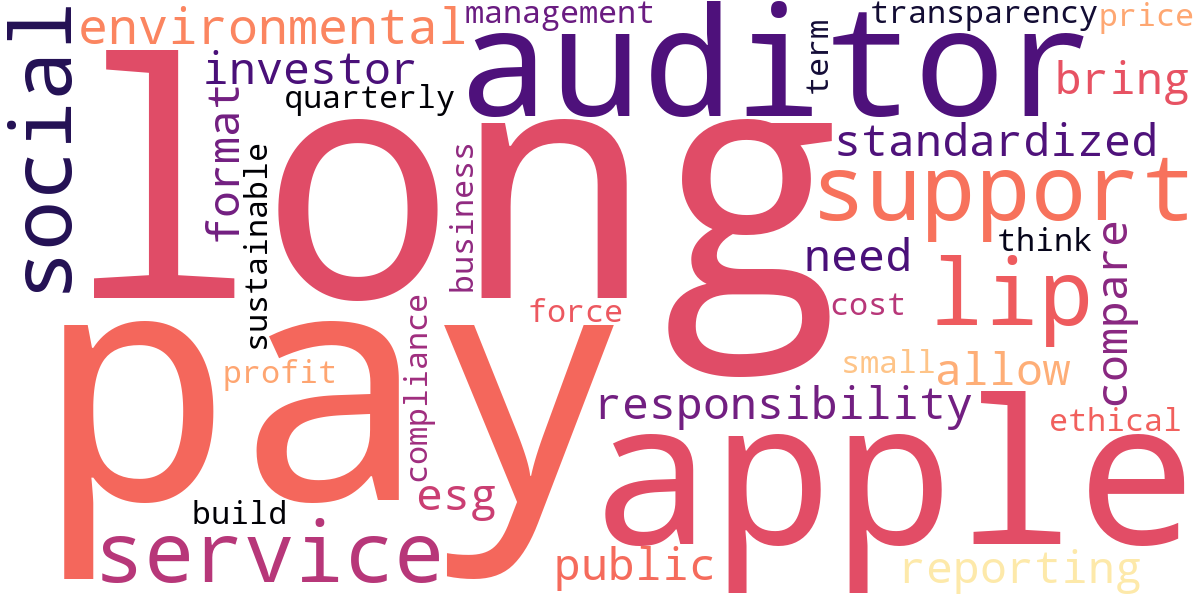 environmental
management
transparency
price
social
investor
auditor
term
bring
quarterly
format
long
standardized
sustainable
business
support
need
think
compare
lip
force
cost
compliance
pay
profit
small
allow
responsibility
apple
ethical
esg
build
service
public
reporting